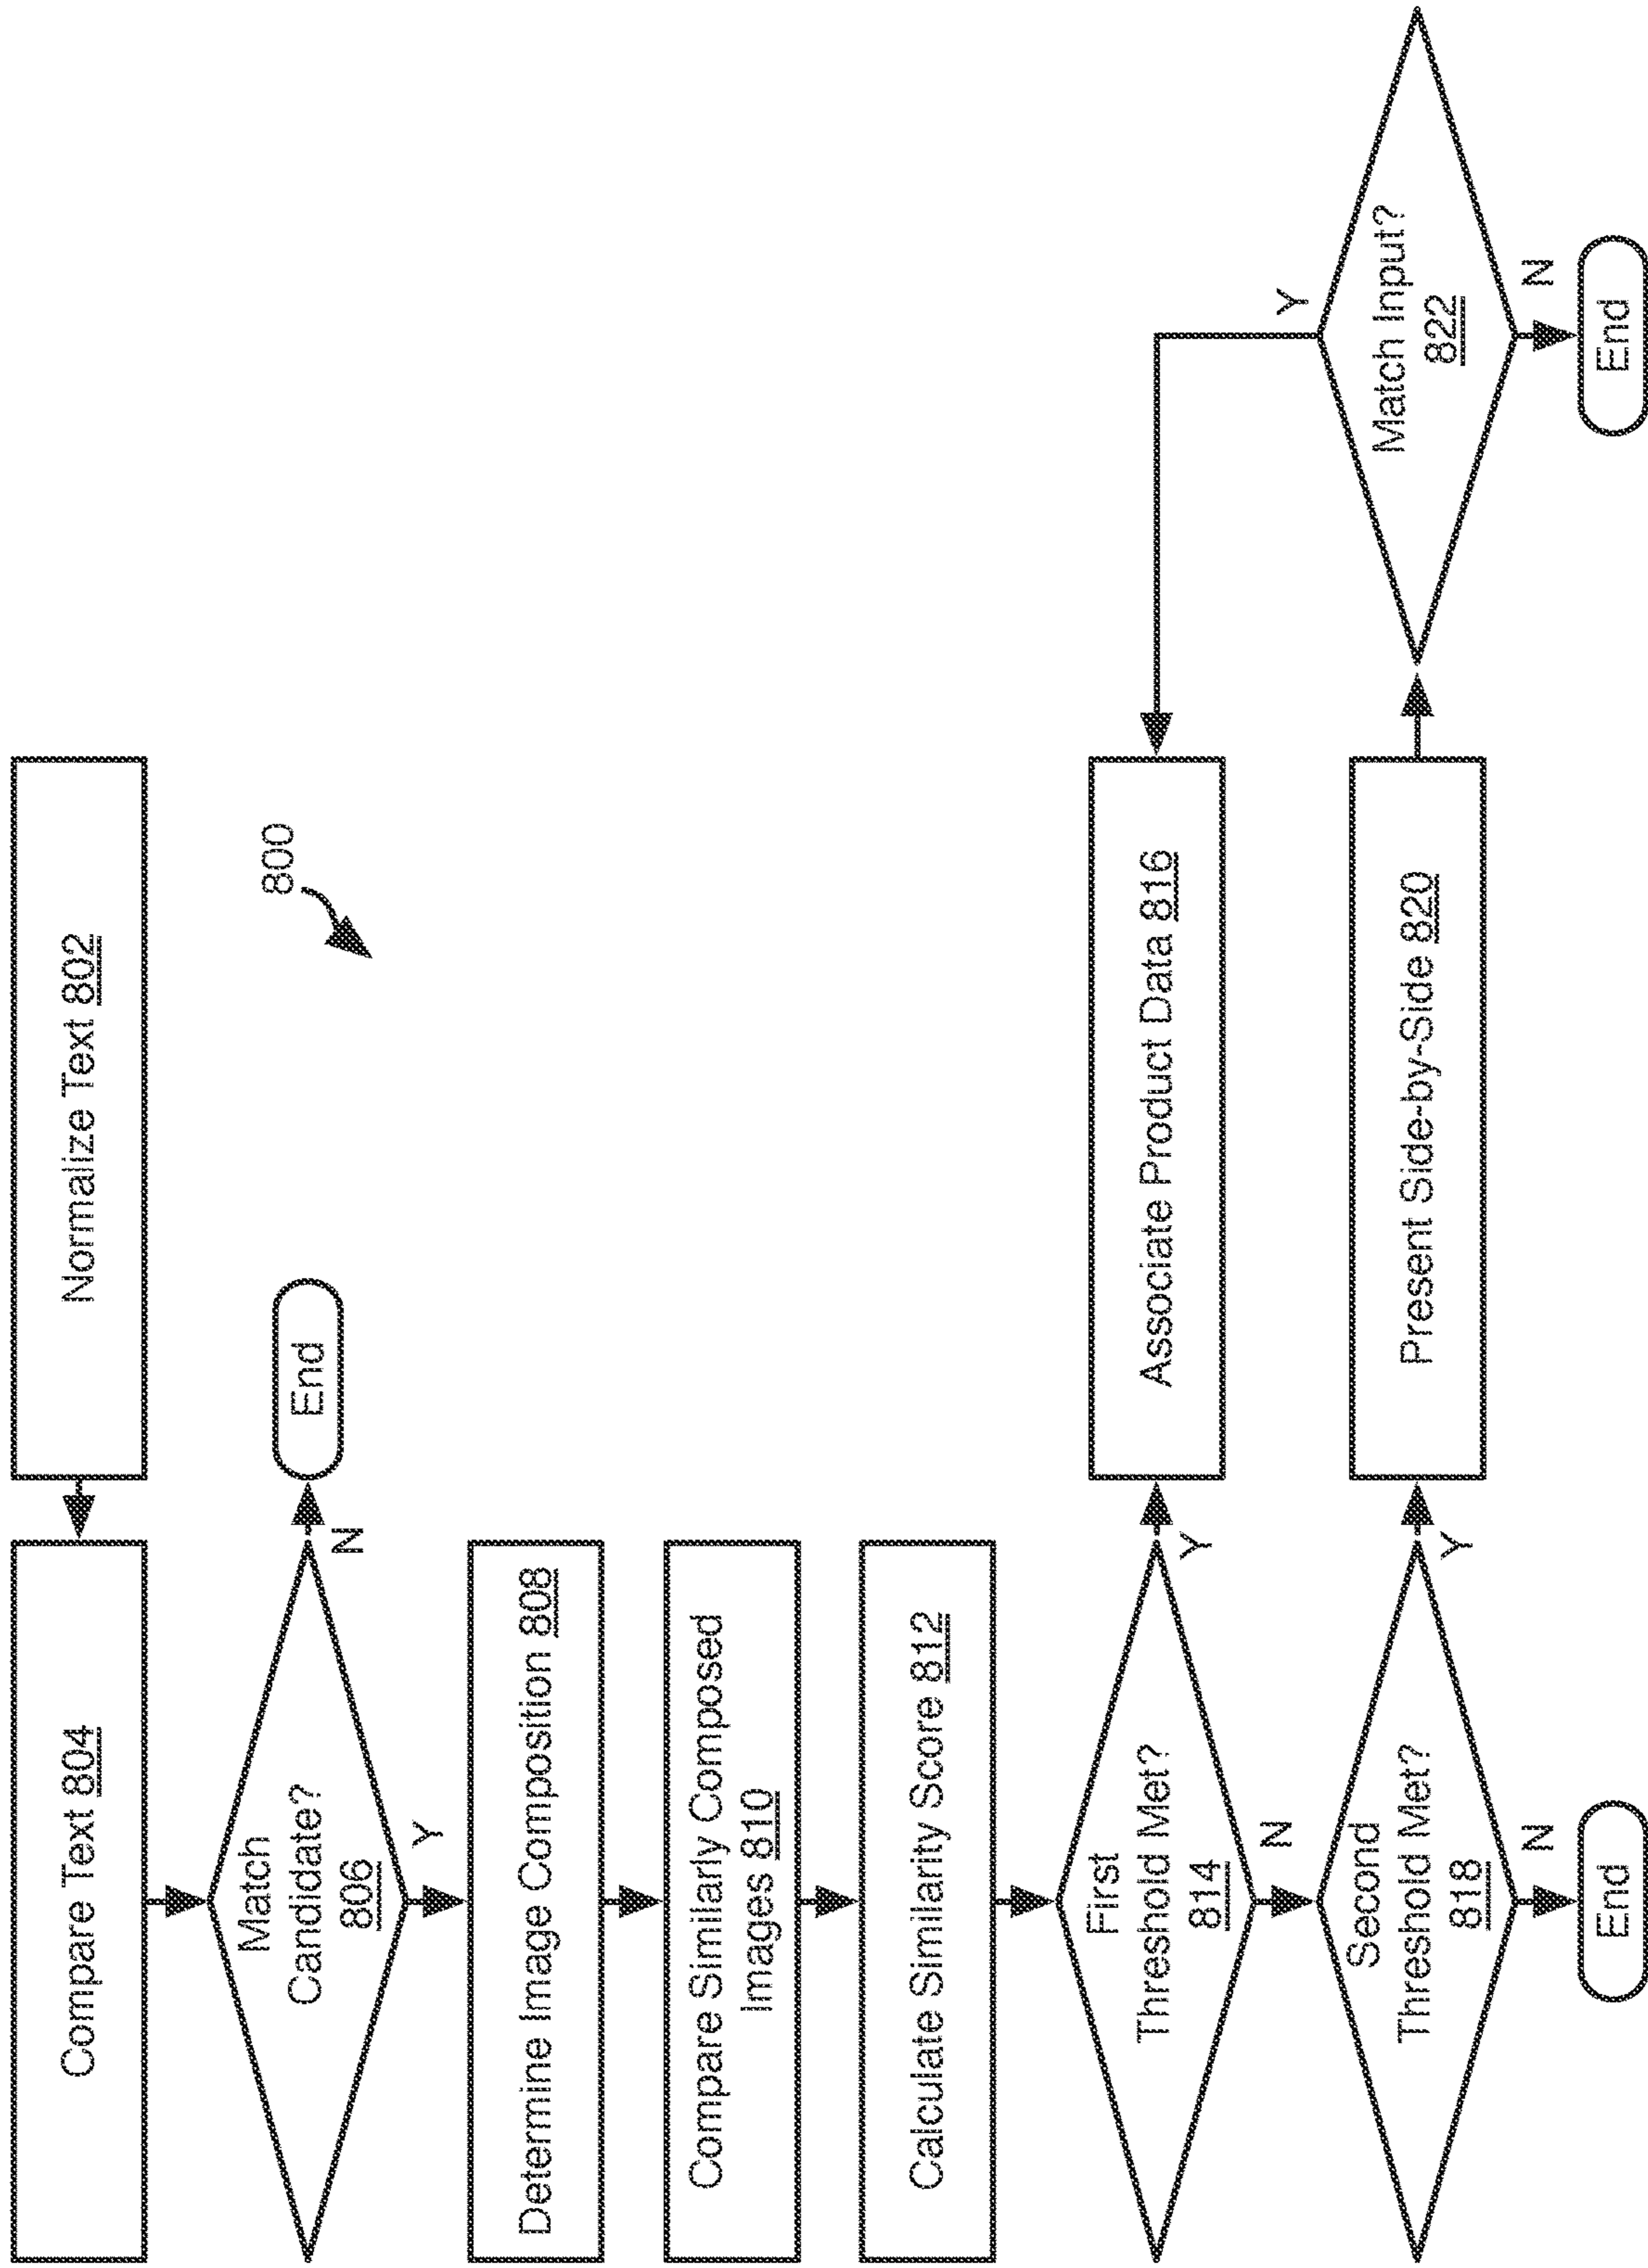 Normalize Text 802
Compare Text 804
800
Match
Candidate?
806
N
End
Y
Determine Image Composition 808
Compare Similarly Composed
Images 810
Calculate Similarity Score 812
First
Threshold Met?
814
Y
Associate Product Data 816
N
Second
Threshold Met?
818
Y
Present Side-by-Side 820
Match Input?
822
Y
N
End
N
End